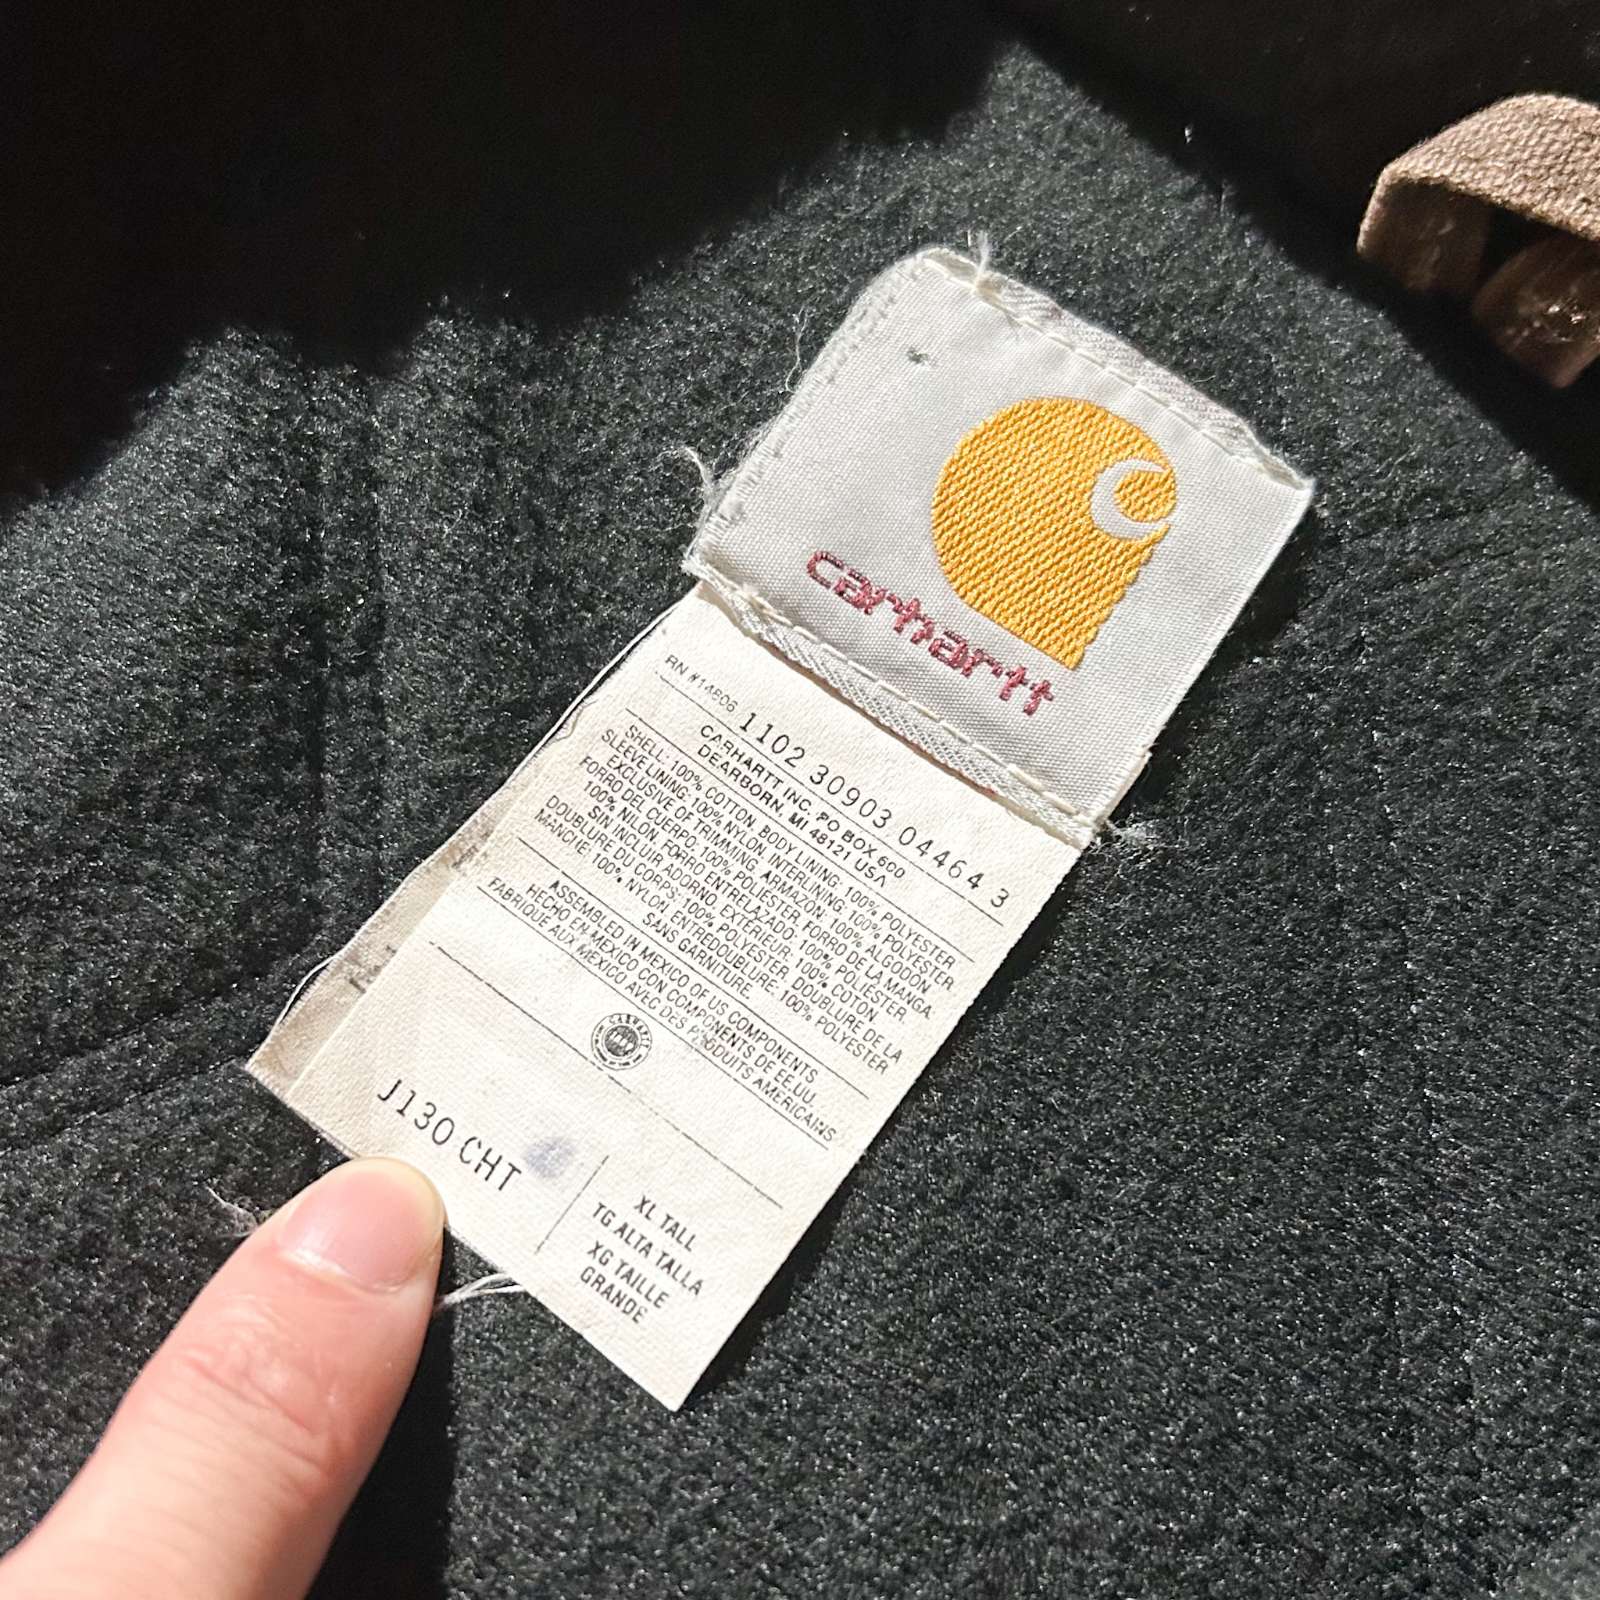 carhartt
RN #14806 1102 30903 04464 3
CARHARTT, INC. PO BOX 600
DEARBORN, MI 48121 USA
SHELL: 100% COTTON. BODY LINING: 100% POLYESTER.
SLEEVE LINING: 100% NYLON. INTERLINING: 100% POLYESTER.
EXCLUSIVE OF TRIMMING. ARMAZON: 100% ALGODON.
FORRO DEL CUERPO: 100% POLIÉSTER. FORRO DE LA MANGA:
100% NILON. FORRO ENTRELAZADO: 100% POLIÉSTER.
SIN INCLUIR ADORNO. EXTÉRIEUR: 100% COTON.
DOUBLURE DU CORPS: 100% POLYESTER. DOUBLURE DE LA
MANCHE: 100% NYLON. ENTREDOUBLURE: 100% POLYESTER
SANS GARNITURE.
ASSEMBLED IN MEXICO OF US COMPONENTS.
HECHO EN MEXICO CON COMPONENTS DE EE.UU.
FABRIQUÉ AUX MEXICO AVEC DES PRODUITS AMERICAINS
CARHARTT
J130 CHT
XL TALL
TG ALTA TALLA
XG TAILLE
GRANDE